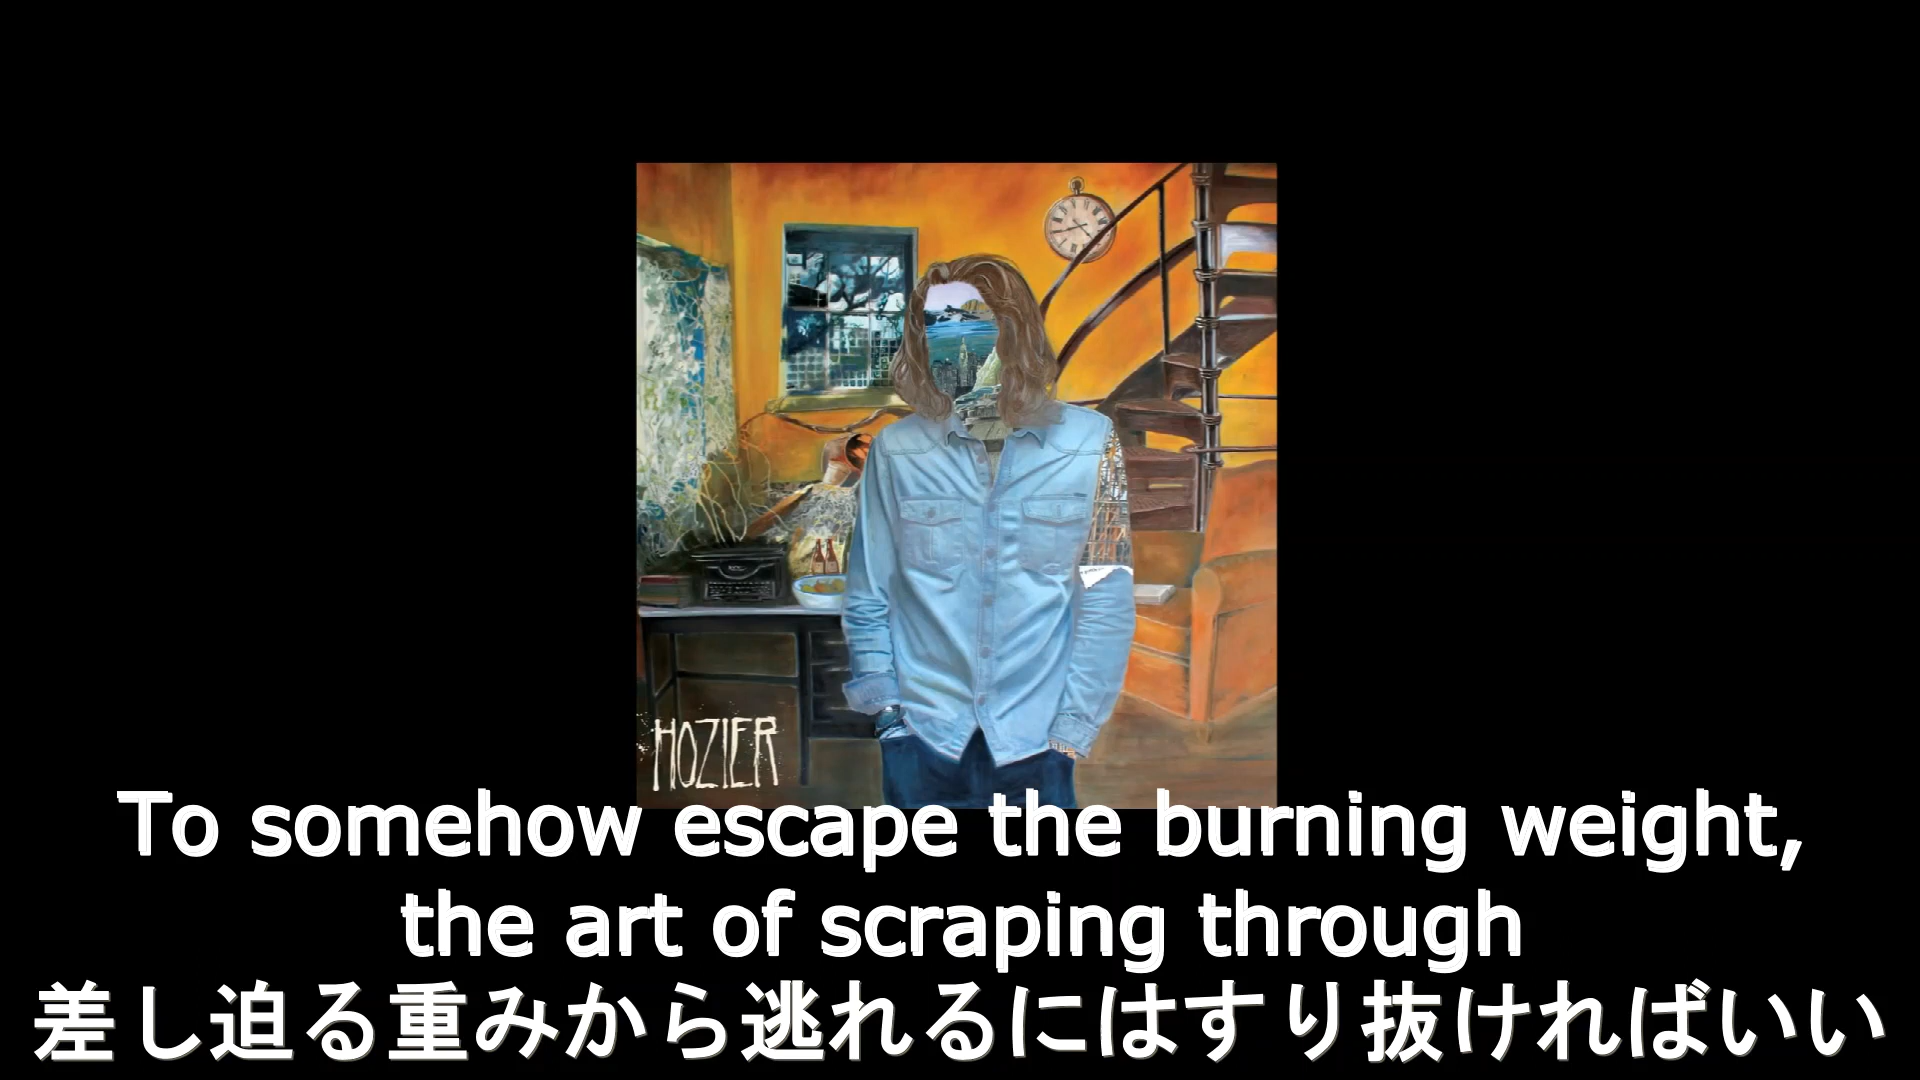 HOZIER
To somehow escape the burning weight,
the art of scraping through
差し迫る重みから逃れるにはすり抜ければいい